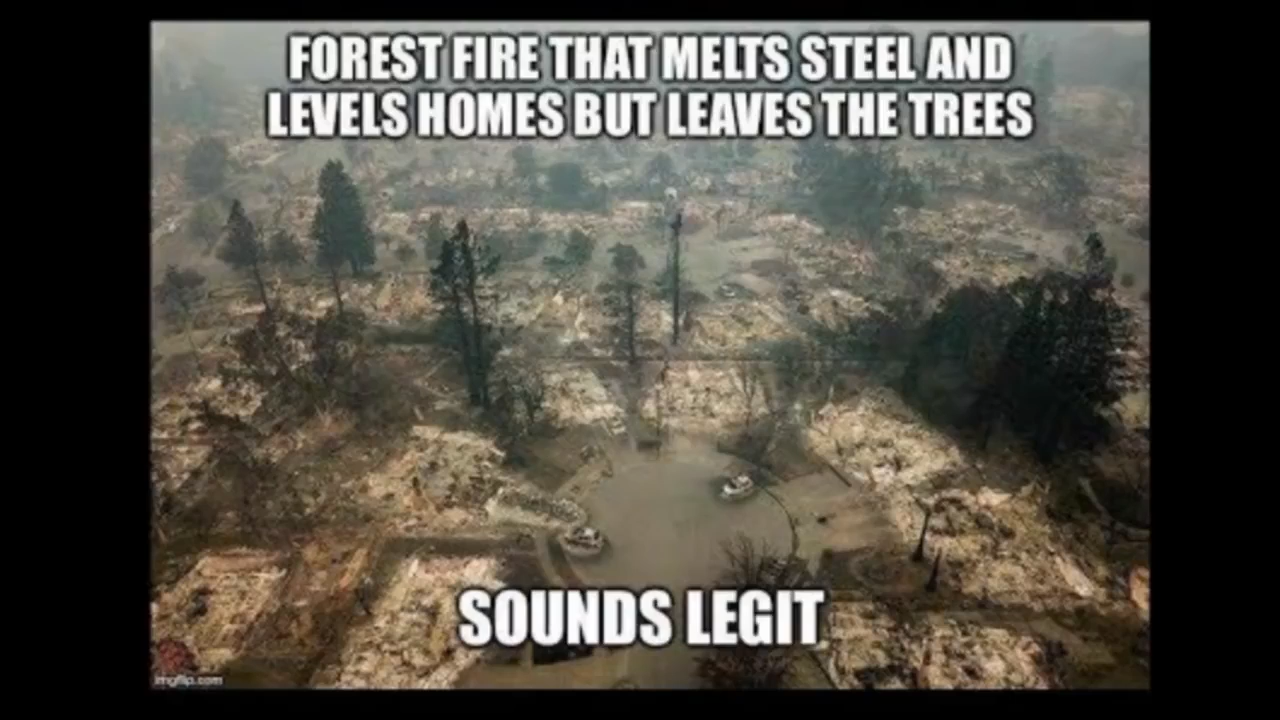 FOREST FIRE THAT MELTS STEEL AND
LEVELS HOMES BUT LEAVES THE TREES
SOUNDS LEGIT
imgflip.com